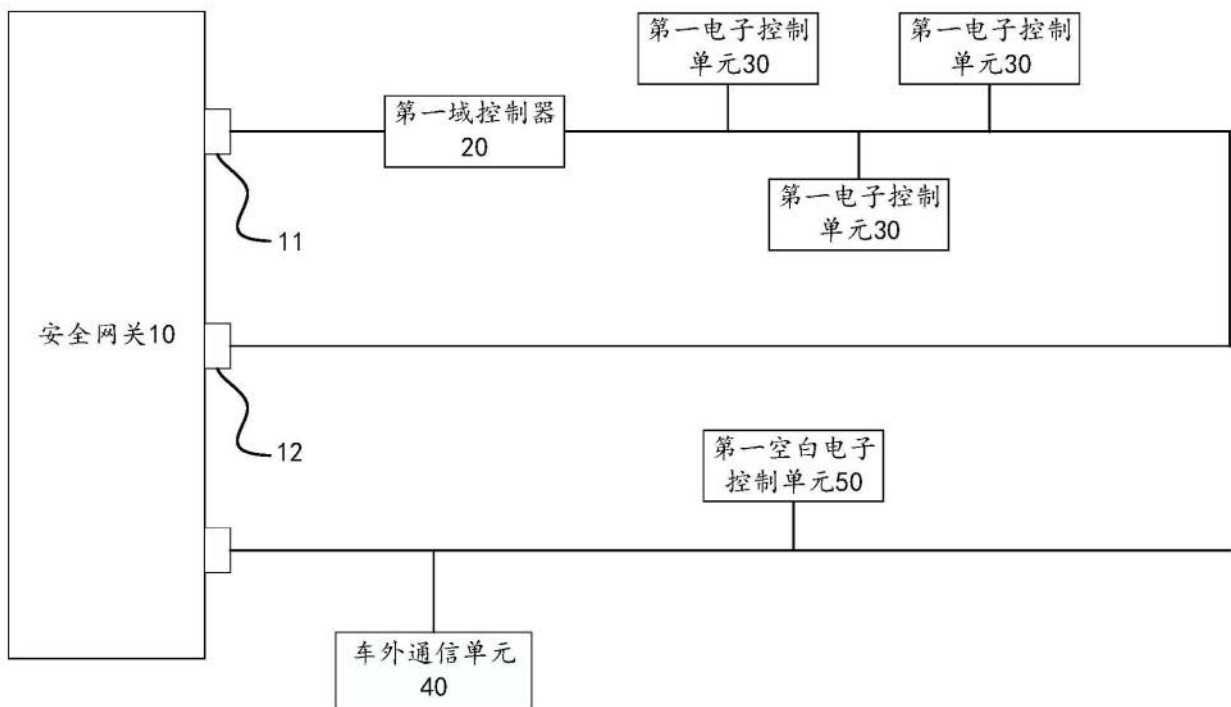 第一电子控制
单元30
第一电子控制
单元30
第一域控制器
20
第一电子控制
单元30
11
安全网关10
12
第一空白电子
控制单元50
车外通信单元
40